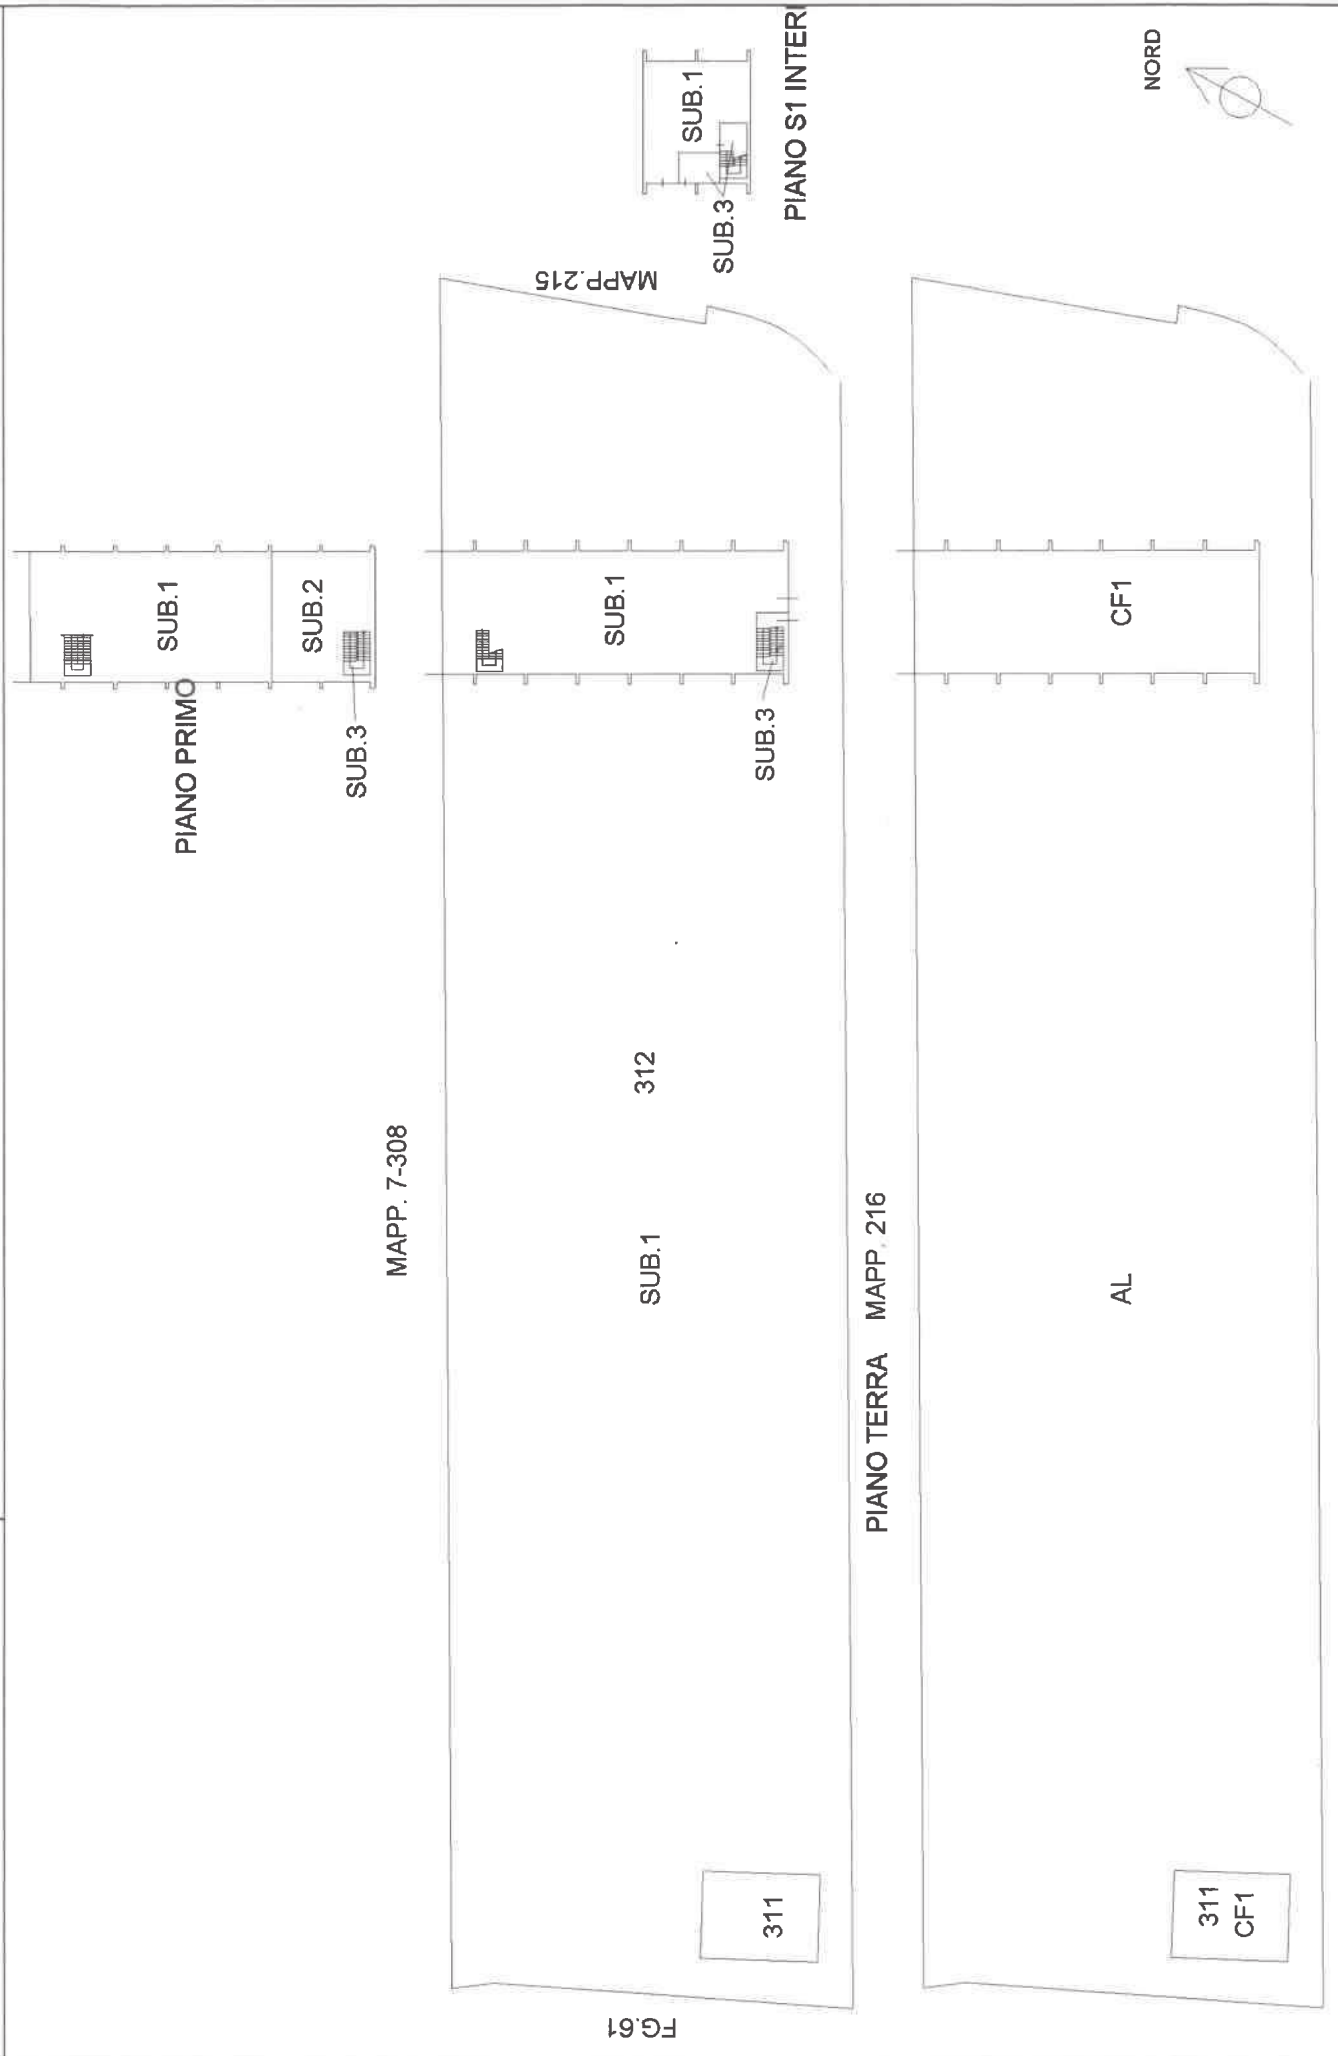 PIANO PRIMO
SUB.1
SUB.2
SUB.3
MAPP. 7-308
SUB.1
SUB.3
PIANO S1 INTER
NORD
MAPP.215
SUB.1
SUB.3
312
SUB.1
311
FG.61
PIANO TERRA MAPP. 216
CF1
AL
311
CF1